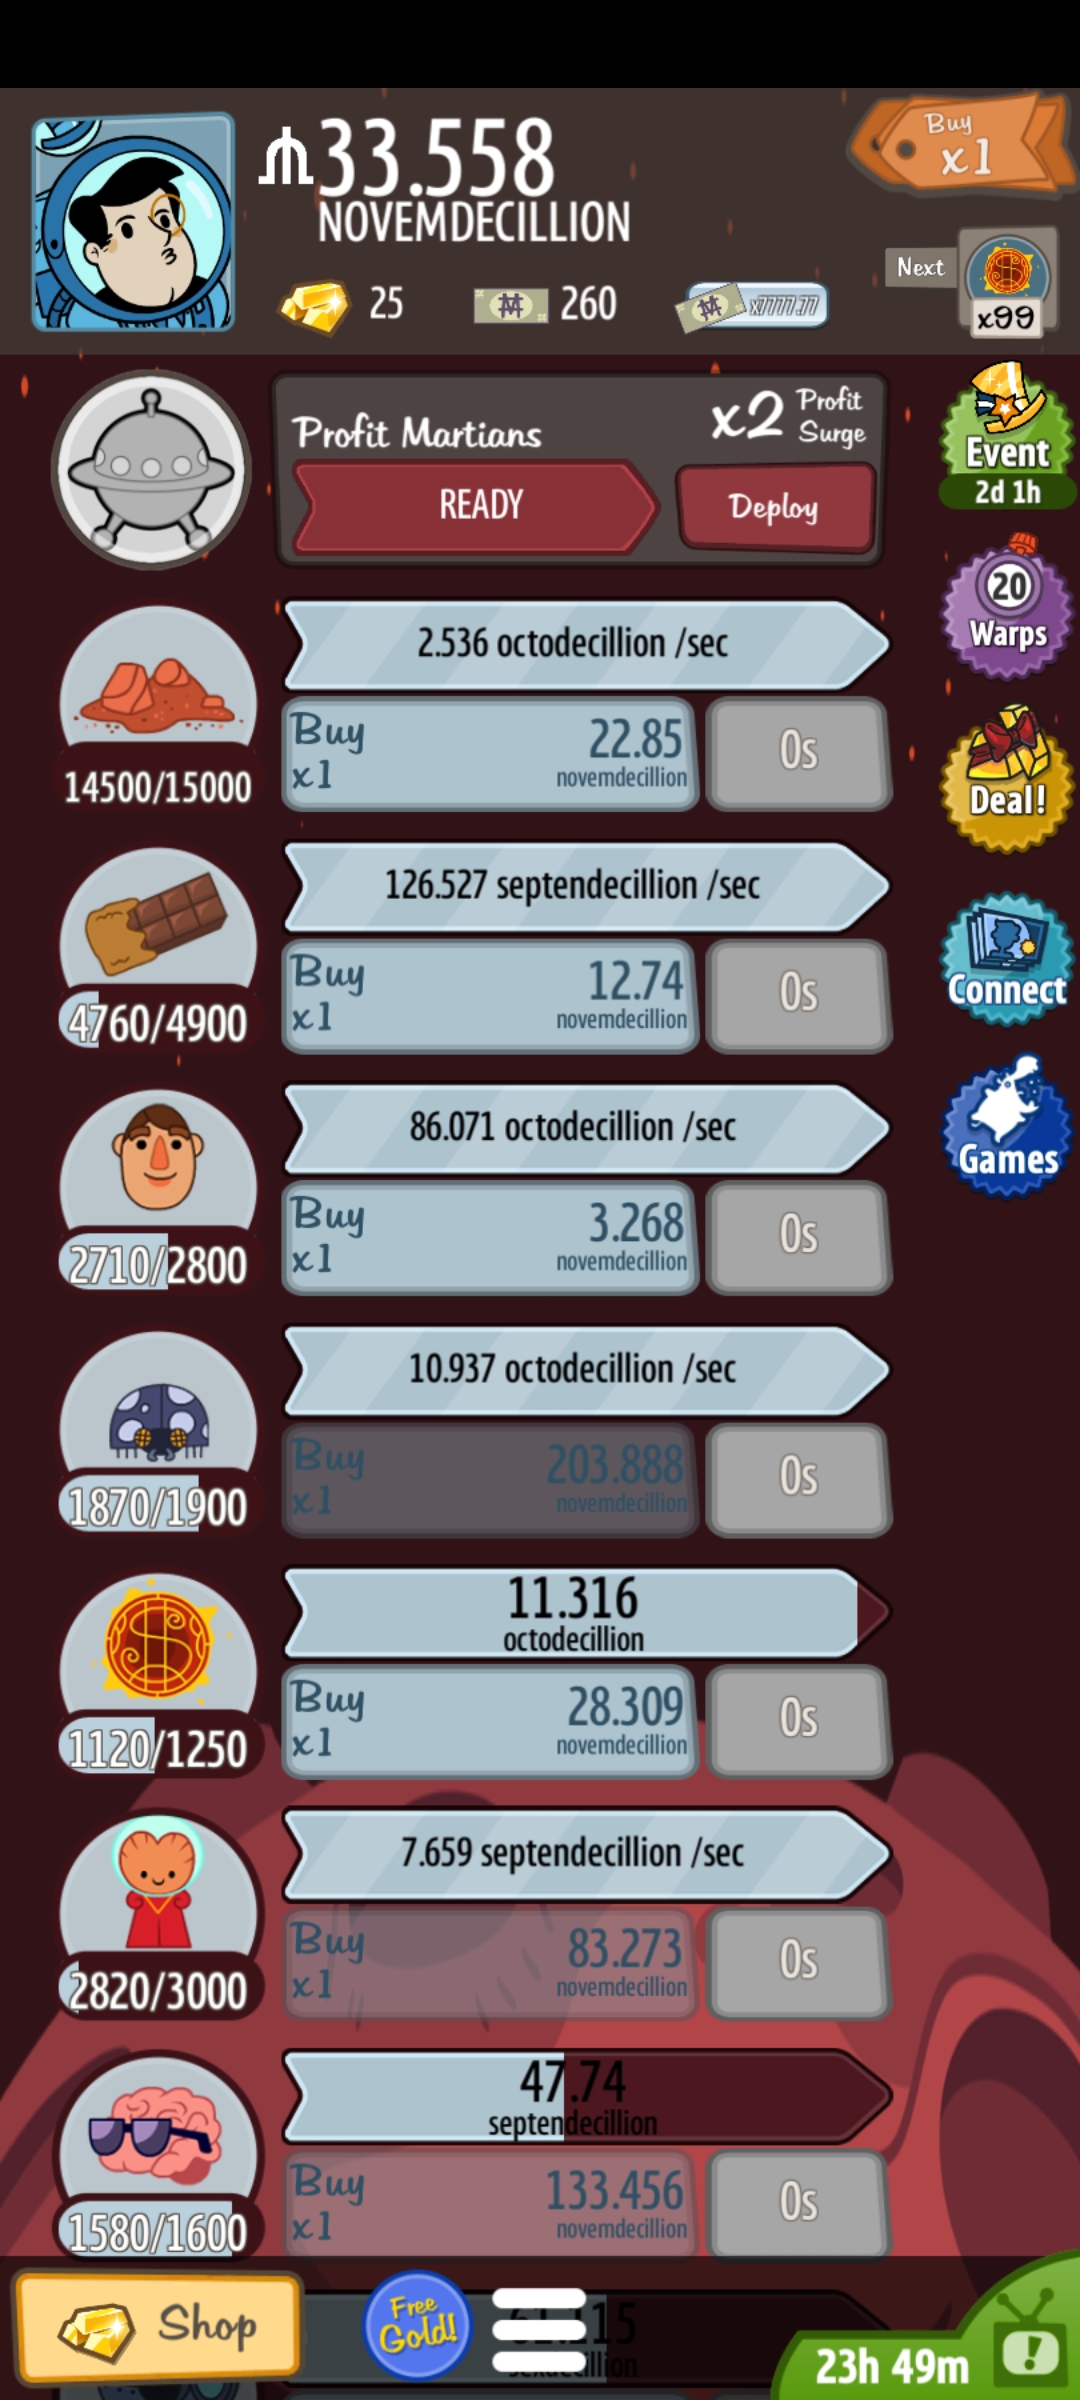 33.558
NOVEMDECILLION
Buy
x1
25
260
x7777.77
Next
x99
Profit Martians
x2 Profit
Surge
READY
Deploy
Event
2d 1h
2.536 octodecillion /sec
20
Warps
Buy
x1
22.85
novemdecillion
0s
14500/15000
Deal!
126.527 septendecillion /sec
Buy
x1
12.74
novemdecillion
0s
4760/4900
Connect
86.071 octodecillion /sec
Games
Buy
x1
3.268
novemdecillion
0s
2710/2800
10.937 octodecillion /sec
Buy
x1
203.888
novemdecillion
0s
1870/1900
11.316
octodecillion
Buy
x1
28.309
novemdecillion
0s
1120/1250
7.659 septendecillion /sec
Buy
x1
83.273
novemdecillion
0s
2820/3000
47.74
septendecillion
Buy
x1
133.456
novemdecillion
0s
1580/1600
Shop
Free
Gold!
23h 49m